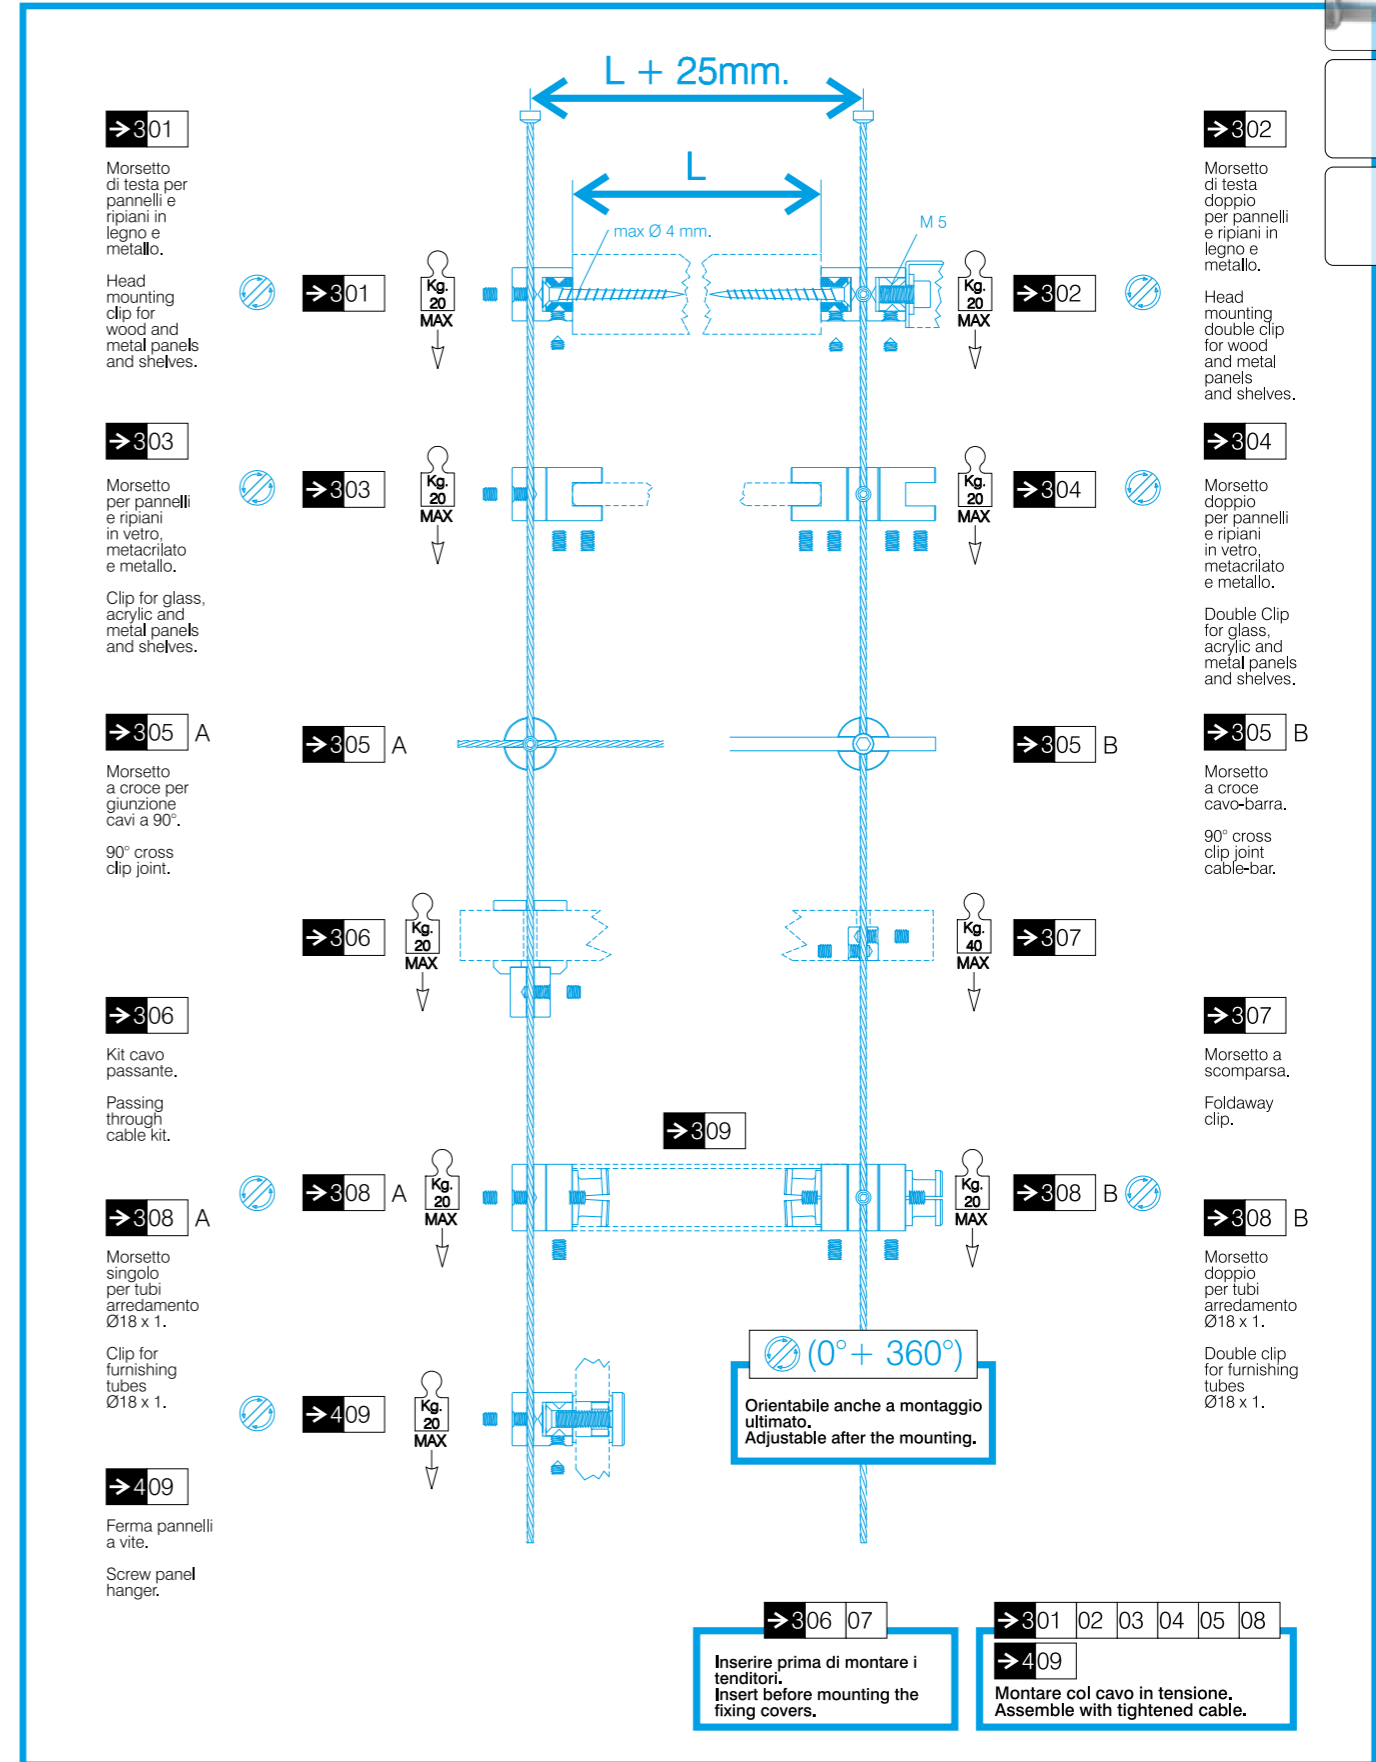 L + 25mm.
L
max Ø 4 mm.
M 5
→301
Morsetto
di testa per
pannelli e
ripiani in
legno e
metallo.
Head
mounting
clip for
wood and
metal panels
and shelves.
→301
Kg.
20
MAX
Kg.
20
MAX
→302
→302
Morsetto
di testa
doppio
per pannelli
e ripiani in
legno e
metallo.
Head
mounting
double clip
for wood
and metal
panels
and shelves.
→303
Morsetto
per pannelli
e ripiani
in vetro,
metacrilato
e metallo.
Clip for glass,
acrylic and
metal panels
and shelves.
→303
Kg.
20
MAX
Kg.
20
MAX
→304
→304
Morsetto
doppio
per pannelli
e ripiani
in vetro,
metacrilato
e metallo.
Double Clip
for glass,
acrylic and
metal panels
and shelves.
→305 A
Morsetto
a croce per
giunzione
cavi a 90°.
90° cross
clip joint.
→305 A
→305 B
→305 B
Morsetto
a croce
cavo-barra.
90° cross
clip joint
cable-bar.
→306
Kg.
20
MAX
Kg.
40
MAX
→307
→306
Kit cavo
passante.
Passing
through
cable kit.
→307
Morsetto a
scomparsa.
Foldaway
clip.
→309
→308 A
Kg.
20
MAX
Kg.
20
MAX
→308 B
→308 A
Morsetto
singolo
per tubi
arredamento
Ø18 x 1.
Clip for
furnishing
tubes
Ø18 x 1.
→308 B
Morsetto
doppio
per tubi
arredamento
Ø18 x 1.
Double clip
for furnishing
tubes
Ø18 x 1.
(0° + 360°)
Orientabile anche a montaggio
ultimato.
Adjustable after the mounting.
→409
Kg.
20
MAX
→409
Ferma pannelli
a vite.
Screw panel
hanger.
→306 07
Inserire prima di montare i
tenditori.
Insert before mounting the
fixing covers.
→301 02 03 04 05 08
→409
Montare col cavo in tensione.
Assemble with tightened cable.